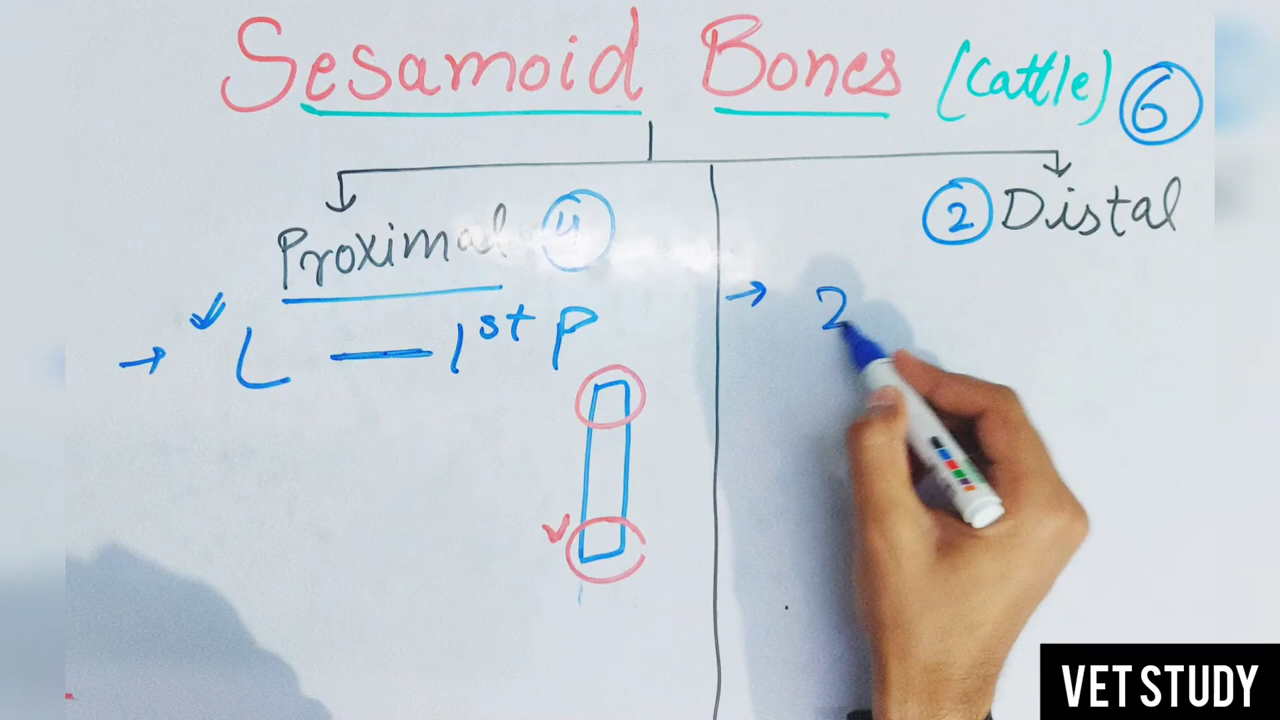 Sesamoid Bones (Cattle) 6
Proximal 4
2 Distal
→ L — 1st P
→ 2
VET STUDY